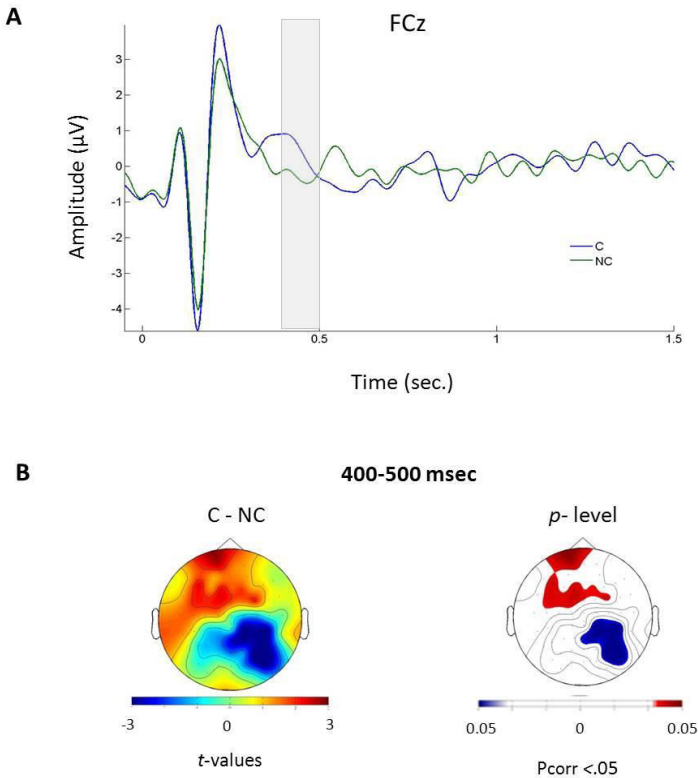 A
FCz
Amplitude (µV)
3
2
1
0
-1
-2
-3
-4
C
NC
0 0.5 1 1.5
Time (sec.)
B
400-500 msec
C - NC
p- level
-3 0 3
0.05 0 0.05
t-values
Pcorr <.05